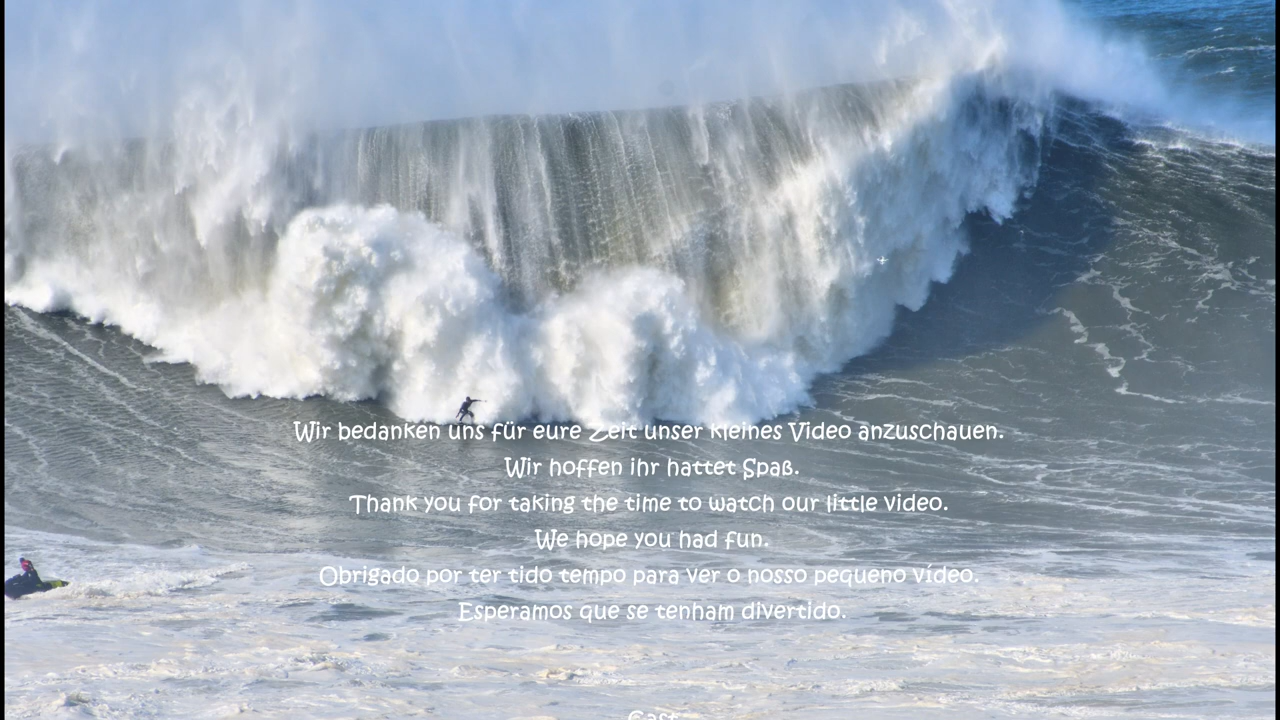 Wir bedanken uns für eure Zeit unser kleines Video anzuschauen.
Wir hoffen ihr hattet Spaß.
Thank you for taking the time to watch our little video.
We hope you had fun.
Obrigado por ter tido tempo para ver o nosso pequeno vídeo.
Esperamos que se tenham divertido.
Cast